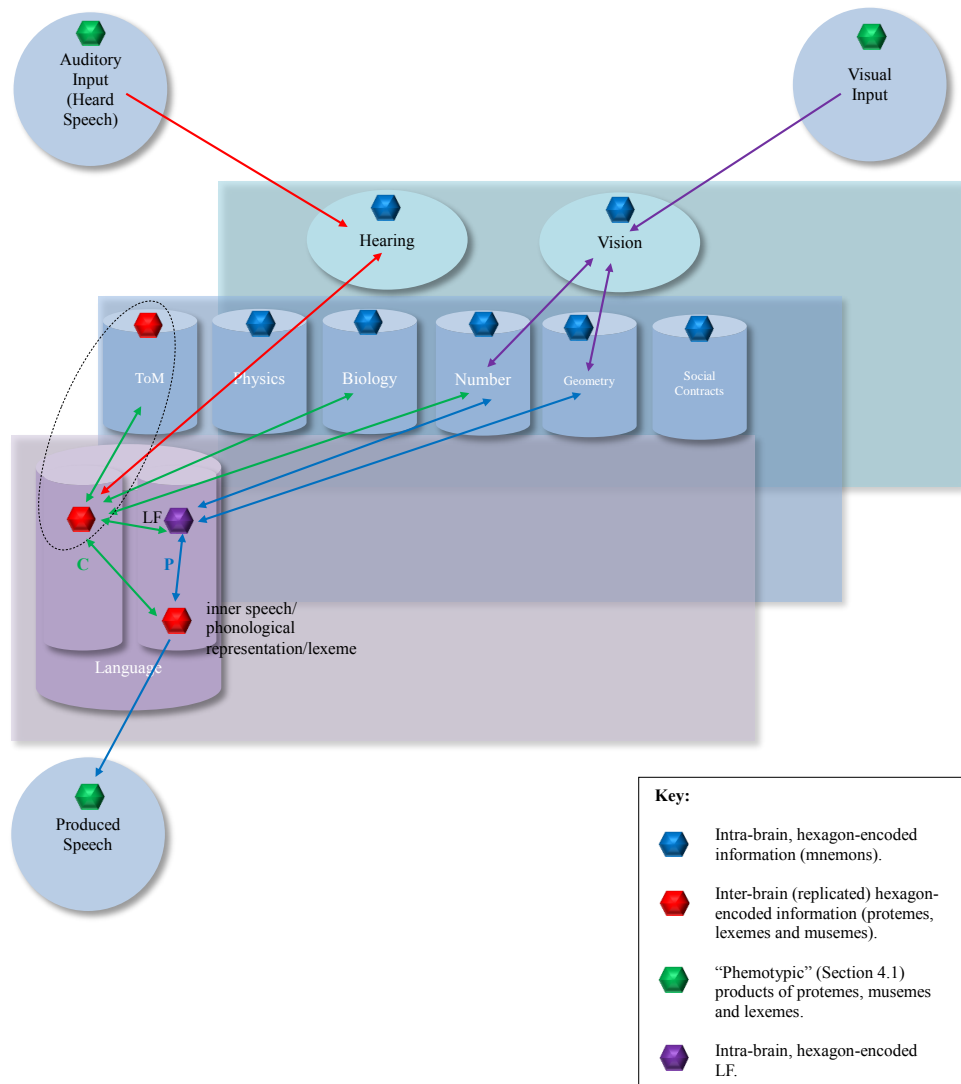 Auditory
Input
(Heard
Speech)
Visual
Input
Hearing
Vision
ToM
Physics
Biology
Number
Geometry
Social
Contracts
LF
C
P
inner speech/
phonological
representation/lexeme
Language
Produced
Speech
Key:
Intra-brain, hexagon-encoded
information (mnemons).
Inter-brain (replicated) hexagon-
encoded information (protemes,
lexemes and musemes).
“Phemotypic” (Section 4.1)
products of protemes, musemes
and lexemes.
Intra-brain, hexagon-encoded
LF.